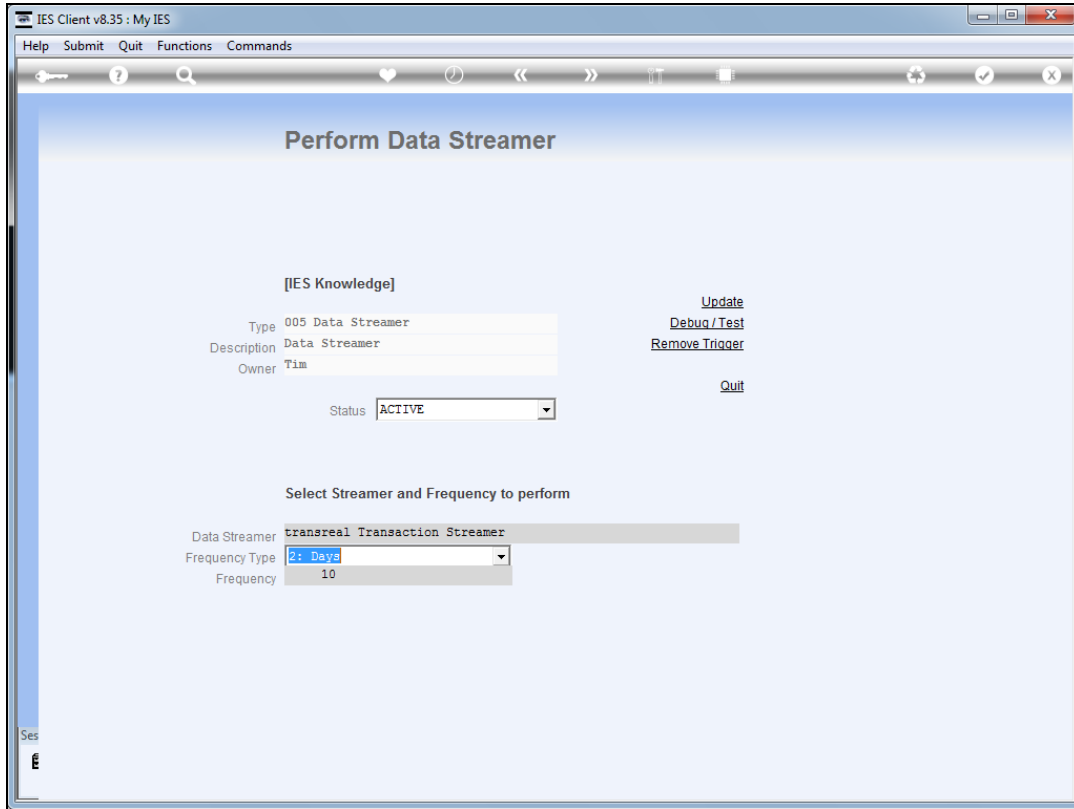 IES Client v8.35 : My IES
Help Submit Quit Functions Commands
Perform Data Streamer
[IES Knowledge]
Update
Type 005 Data Streamer
Debug / Test
Description Data Streamer
Remove Trigger
Owner Tim
Quit
Status ACTIVE
Select Streamer and Frequency to perform
Data Streamer transreal Transaction Streamer
Frequency Type 2: Days
Frequency 10
Ses